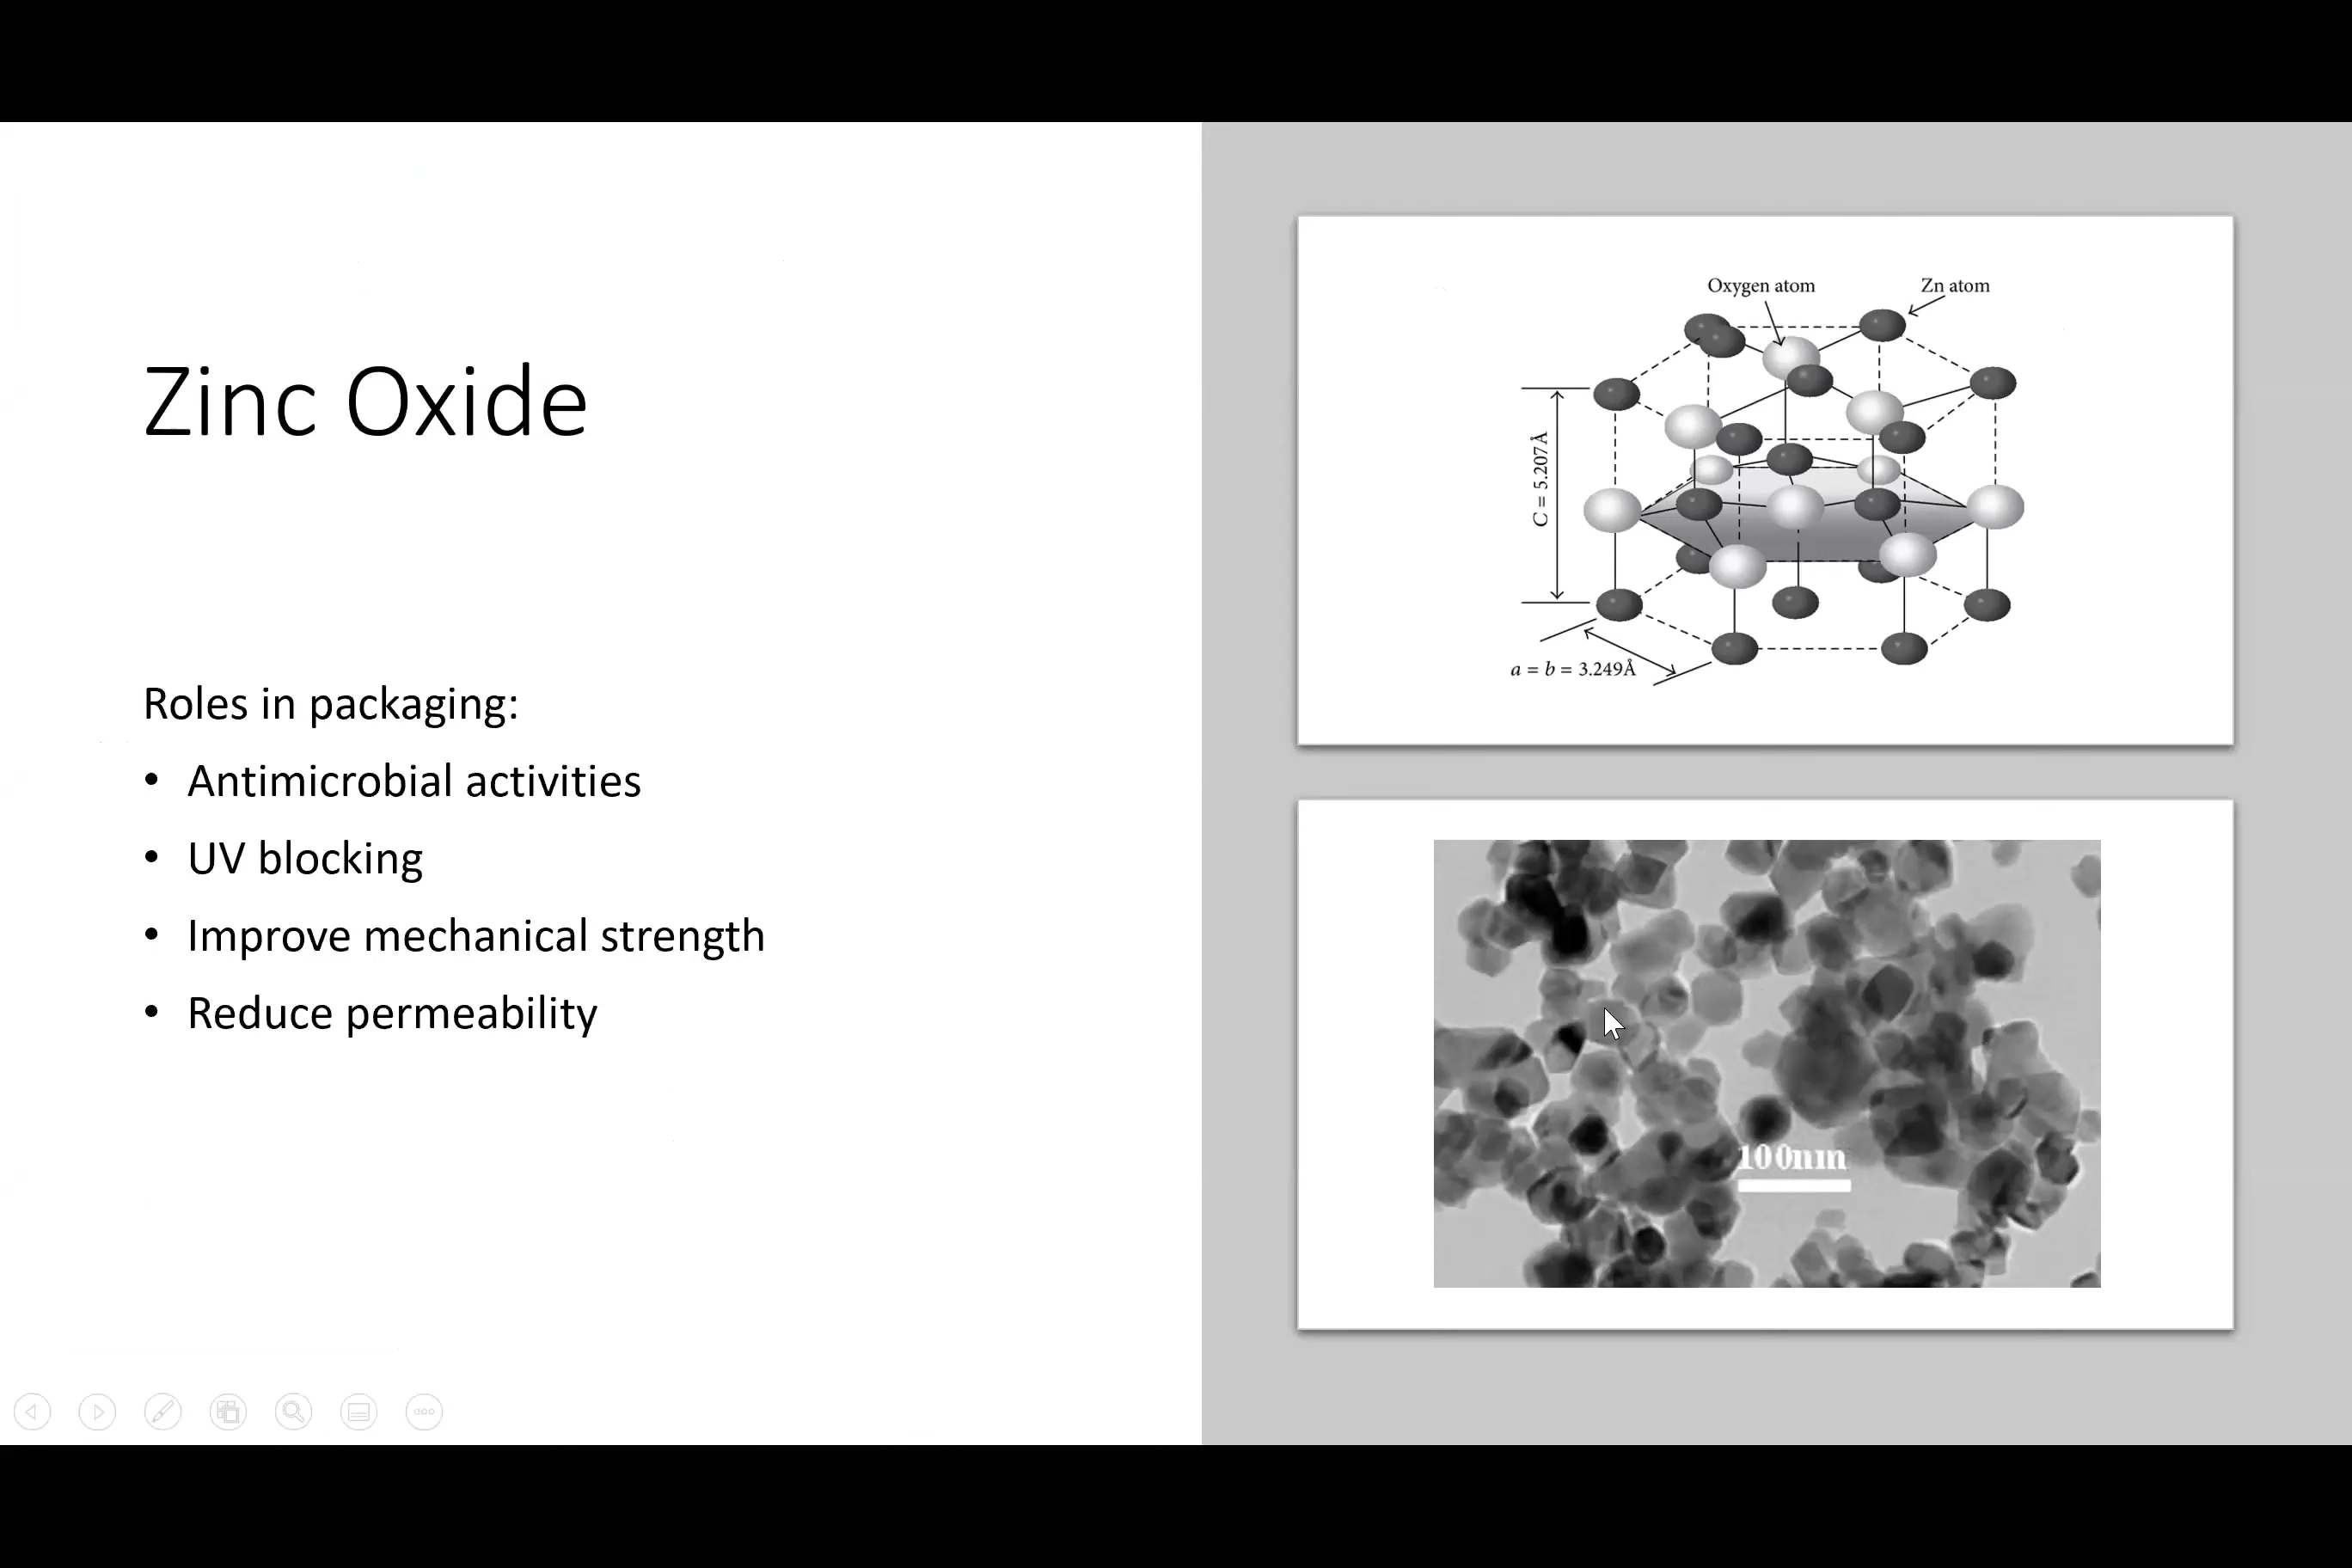 Zinc Oxide
Roles in packaging:
• Antimicrobial activities
• UV blocking
• Improve mechanical strength
• Reduce permeability
Oxygen atom
Zn atom
C = 5.207Å
a = b = 3.249Å
100nm